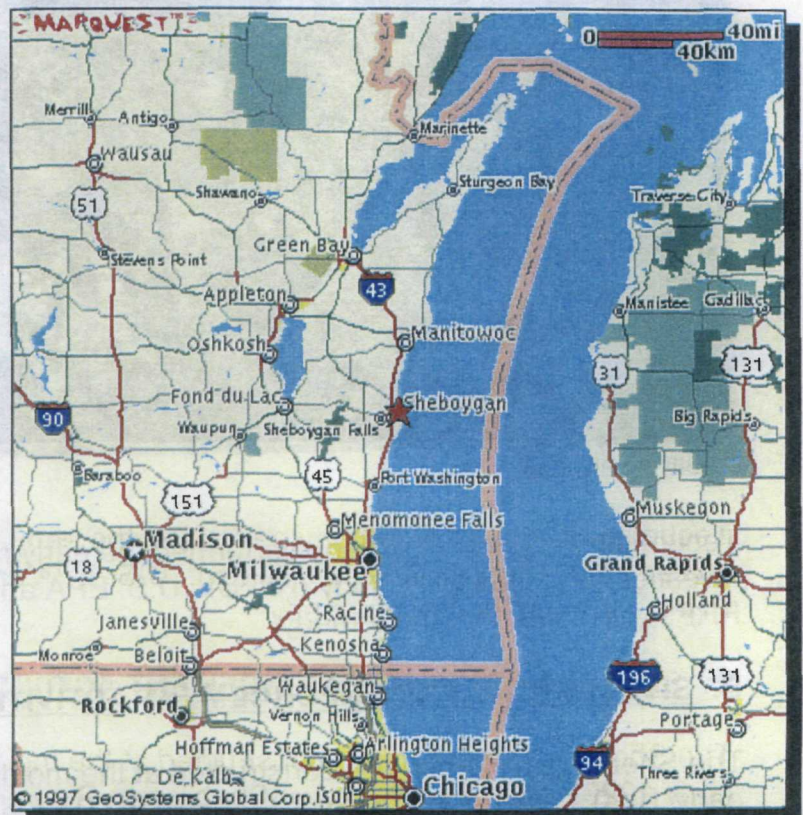 MAPQUEST™
0 40mi
40km
Merrill
Antigo
Marinette
Wausau
Sturgeon Bay
Shawano
Traverse City
51
Stevens Point
Green Bay
43
Appleton
Manistee
Cadillac
Manitowoc
Oshkosh
31
131
Fond du Lac
Sheboygan
90
Waupun
Sheboygan Falls
Big Rapids
Baraboo
45
Port Washington
151
Muskegon
Menomonee Falls
Madison
18
Milwaukee
Grand Rapids
Holland
Janesville
Racine
Monroe
Beloit
Kenosha
196
131
Waukegan
Rockford
Vernon Hills
Portage
Hoffman Estates
Arlington Heights
94
De Kalb
Three Rivers
Chicago
© 1997 GeoSystems Global Corp.
ison